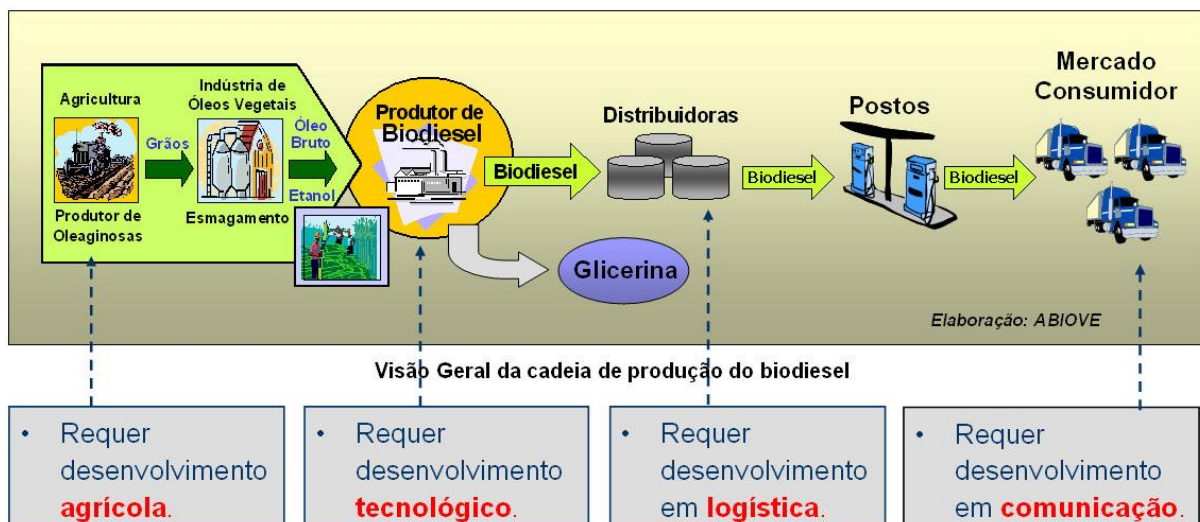 Agricultura
Grãos
Produtor de
Oleaginosas
Indústria de
Óleos Vegetais
Esmagamento
Óleo
Bruto
Etanol
Produtor de
Biodiesel
Biodiesel
Glicerina
Distribuidoras
Biodiesel
Postos
Biodiesel
Mercado
Consumidor
Elaboração: ABIOVE
Visão Geral da cadeia de produção do biodiesel
• Requer
desenvolvimento
agrícola.
• Requer
desenvolvimento
tecnológico.
• Requer
desenvolvimento
em logística.
• Requer
desenvolvimento
em comunicação.